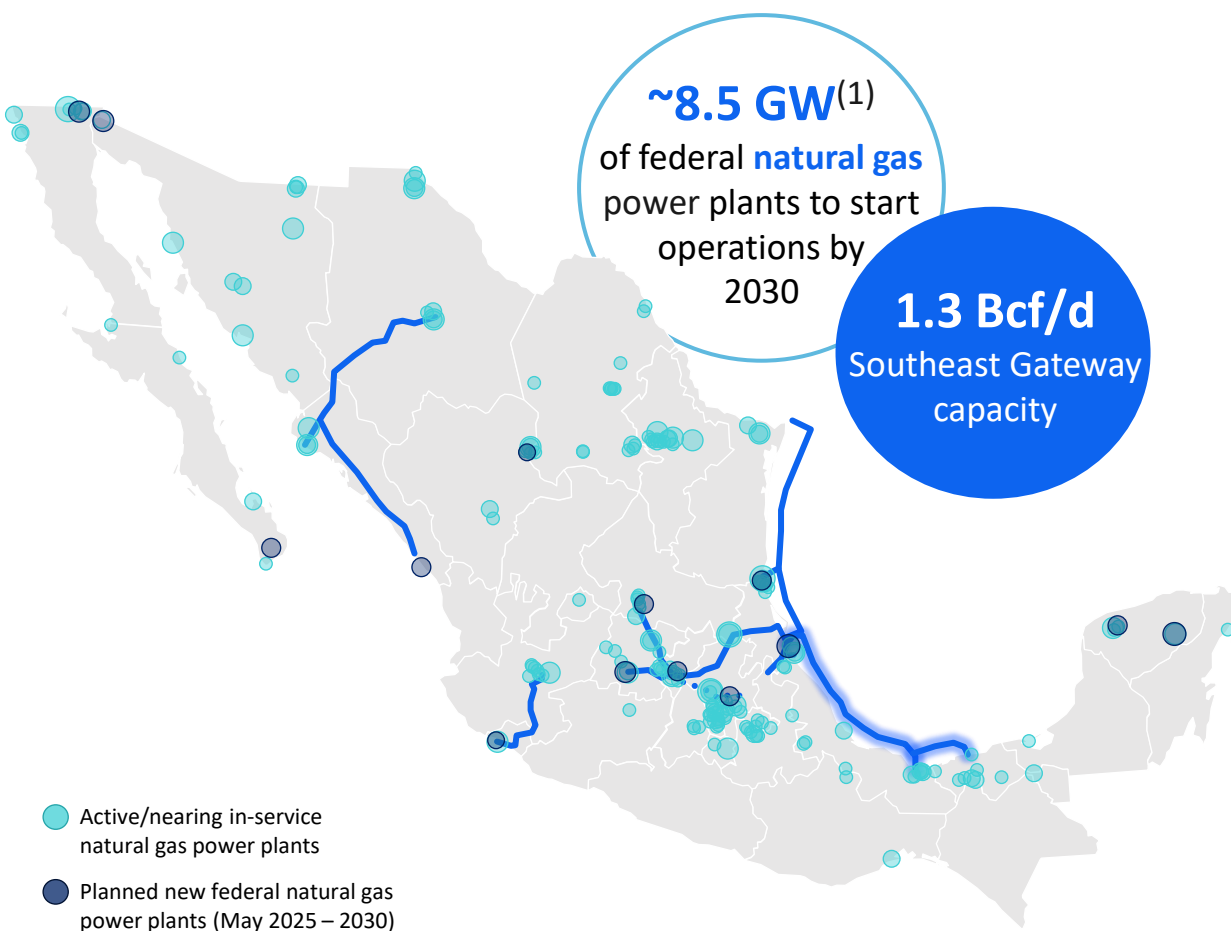 ~8.5 GW(1)
of federal natural gas
power plants to start
operations by
2030
1.3 Bcf/d
Southeast Gateway
capacity
Active/nearing in-service
natural gas power plants
Planned new federal natural gas
power plants (May 2025 – 2030)